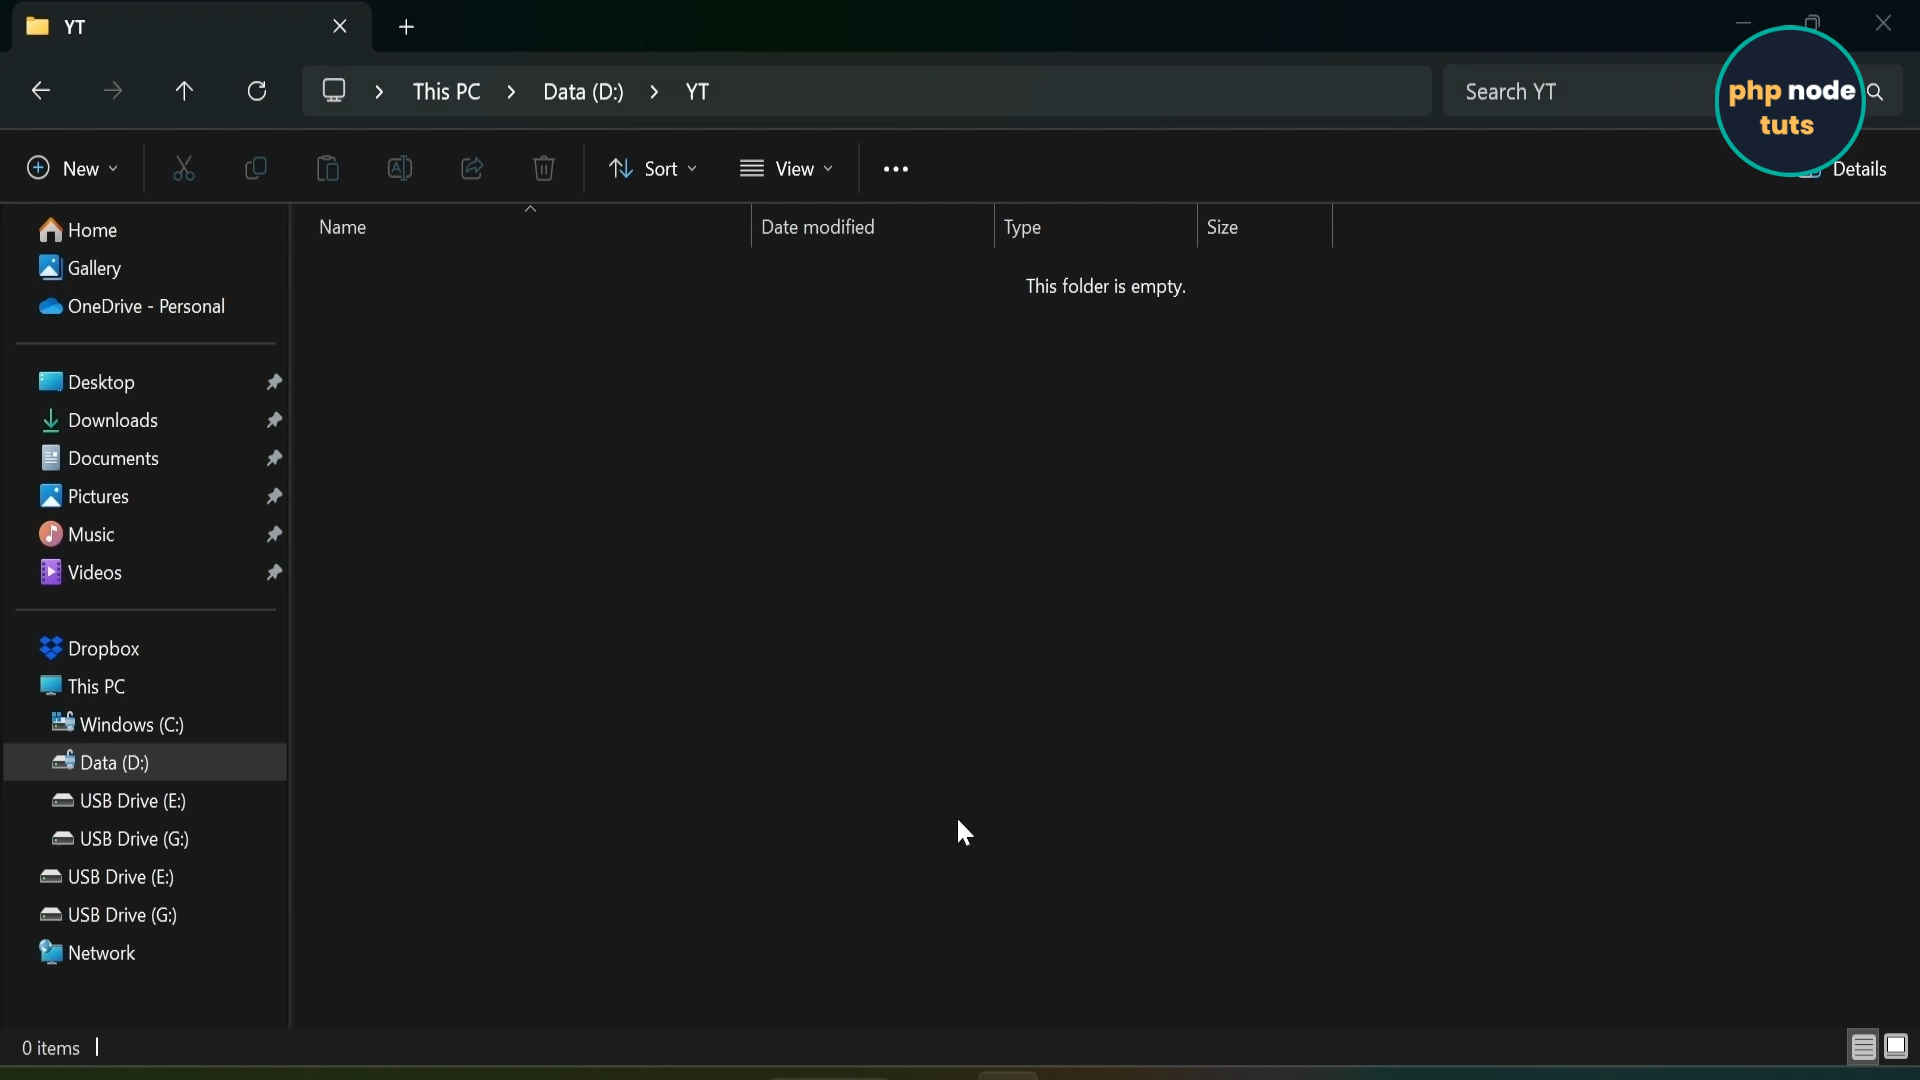 YT
This PC
Data (D:)
YT
Search YT
php node
tuts
New
Sort
View
Details
Name
Date modified
Type
Size
This folder is empty.
Home
Gallery
OneDrive - Personal
Desktop
Downloads
Documents
Pictures
Music
Videos
Dropbox
This PC
Windows (C:)
Data (D:)
USB Drive (E:)
USB Drive (G:)
USB Drive (E:)
USB Drive (G:)
Network
0 items